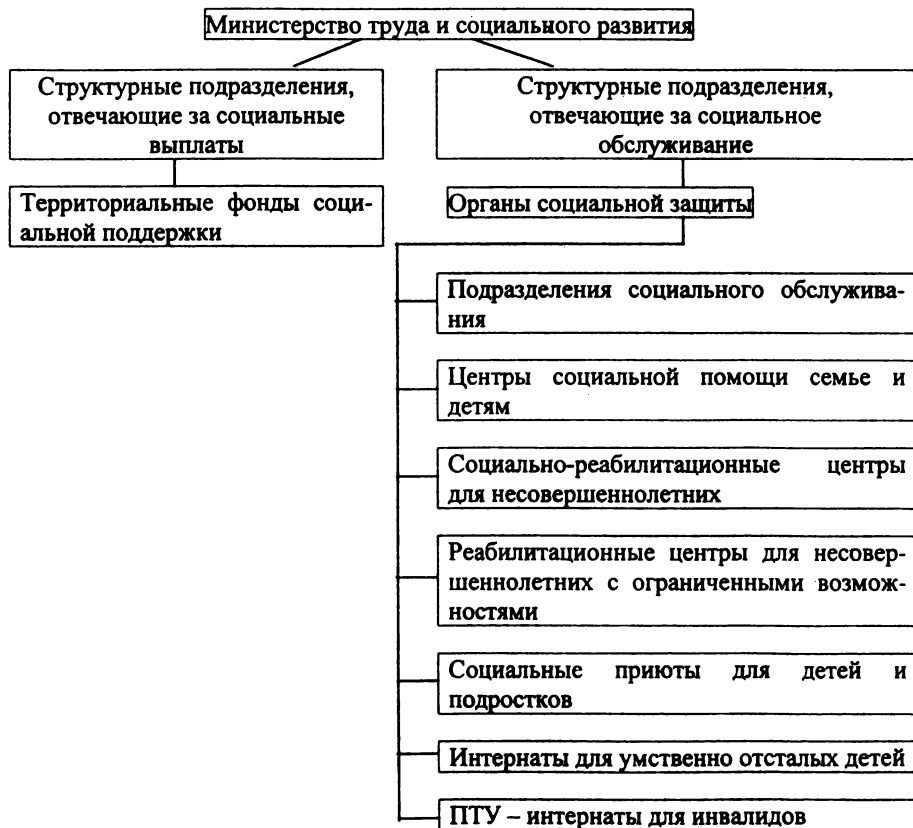 Министерство труда и социального развития
Структурные подразделения,
отвечающие за социальные
выплаты
Структурные подразделения,
отвечающие за социальное
обслуживание
Территориальные фонды соци-
альной поддержки
Органы социальной защиты
Подразделения социального обслужива-
ния
Центры социальной помощи семье и
детям
Социально-реабилитационные центры
для несовершеннолетних
Реабилитационные центры для несовер-
шеннолетних с ограниченными возмож-
ностями
Социальные приюты для детей и
подростков
Интернаты для умственно отсталых детей
ПТУ – интернаты для инвалидов